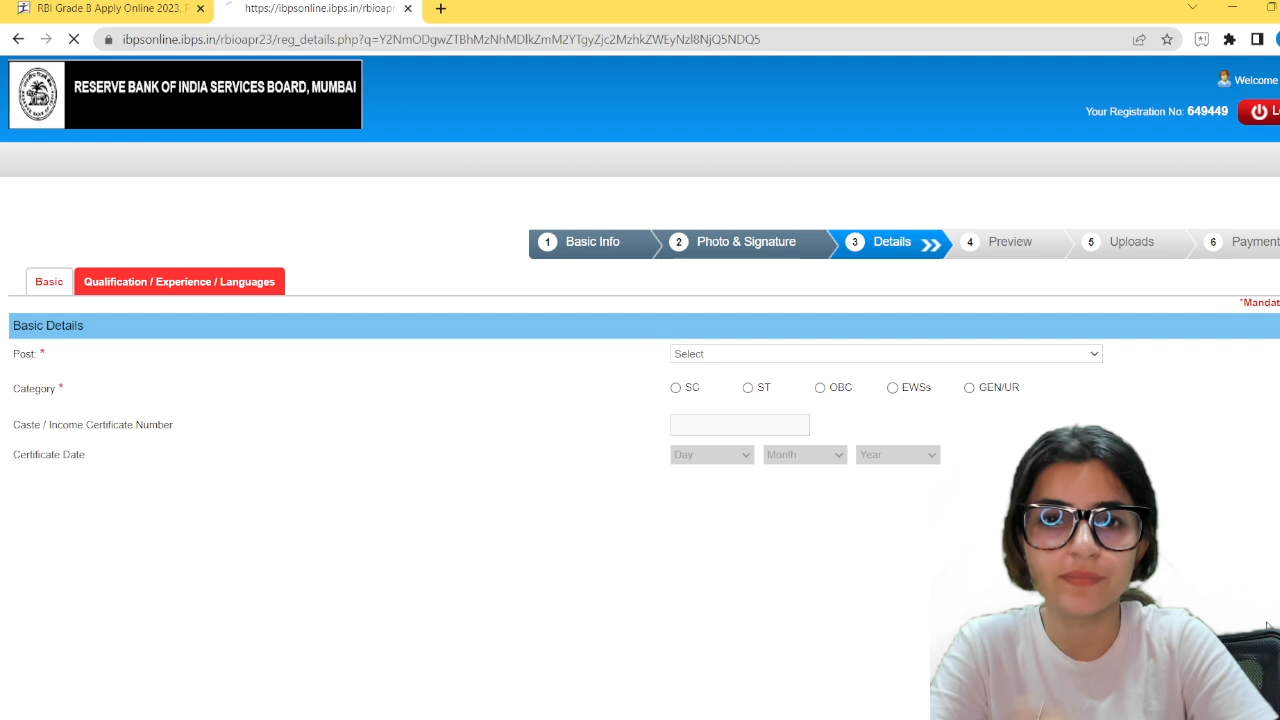 RBI Grade B Apply Online 2023, F
https://ibpsonline.ibps.in/rbioapr
ibpsonline.ibps.in/rbioapr23/reg_details.php?q=Y2NmODgwZTBhMzNhMDlkZmM2YTgyZjc2MzhkZWEyNzl8NjQ5NDQ5
RESERVE BANK OF INDIA SERVICES BOARD, MUMBAI
Welcome
Your Registration No: 649449
L
1 Basic Info
2 Photo & Signature
3 Details
4 Preview
5 Uploads
6 Payment
Basic
Qualification / Experience / Languages
*Mandat
Basic Details
Post: * Select
Category * SC ST OBC EWSs GEN/UR
Caste / Income Certificate Number
Certificate Date Day Month Year